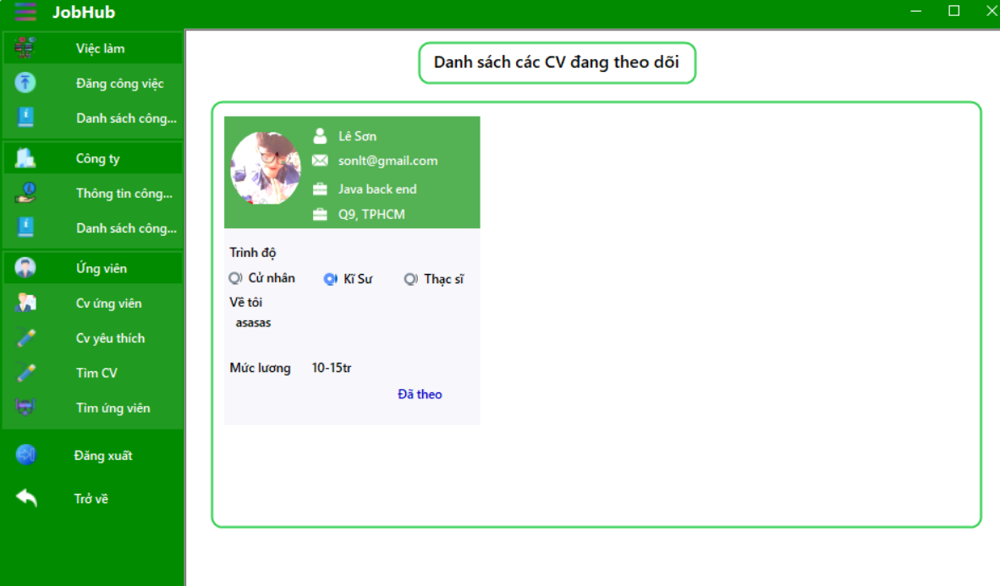 JobHub
Việc làm
Đăng công việc
Danh sách công...
Công ty
Thông tin công...
Danh sách công...
Ứng viên
Cv ứng viên
Cv yêu thích
Tìm CV
Tìm ứng viên
Đăng xuất
Trở về
Danh sách các CV đang theo dõi
Lê Sơn
sonlt@gmail.com
Java back end
Q9, TPHCM
Trình độ
Cử nhân Kĩ Sư Thạc sĩ
Về tôi
asasas
Mức lương 10-15tr
Đã theo